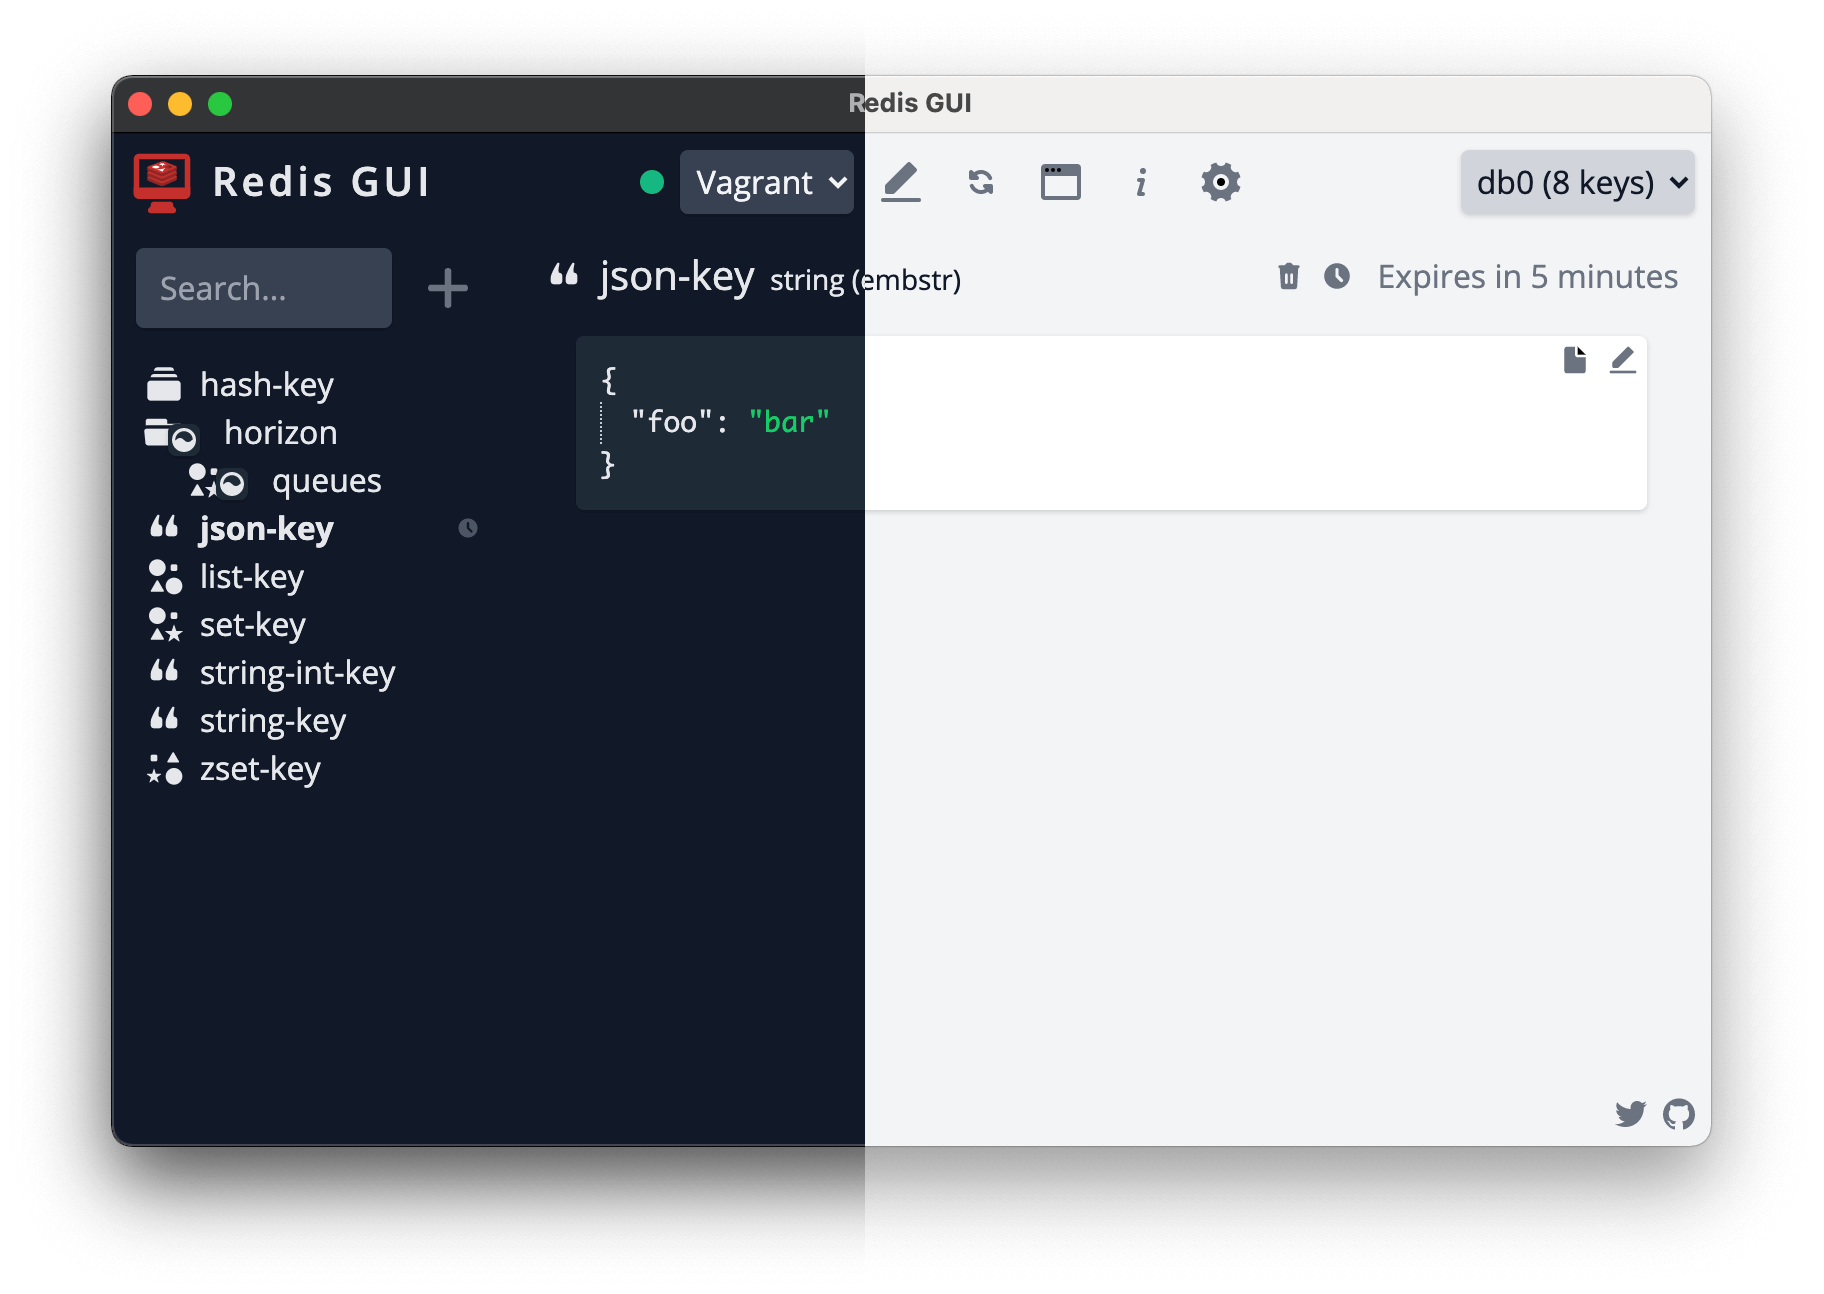 Redis GUI
Redis GUI
Vagrant
db0 (8 keys)
Search...
json-key string (embstr)
Expires in 5 minutes
{
"foo": "bar"
}
hash-key
horizon
queues
json-key
list-key
set-key
string-int-key
string-key
zset-key